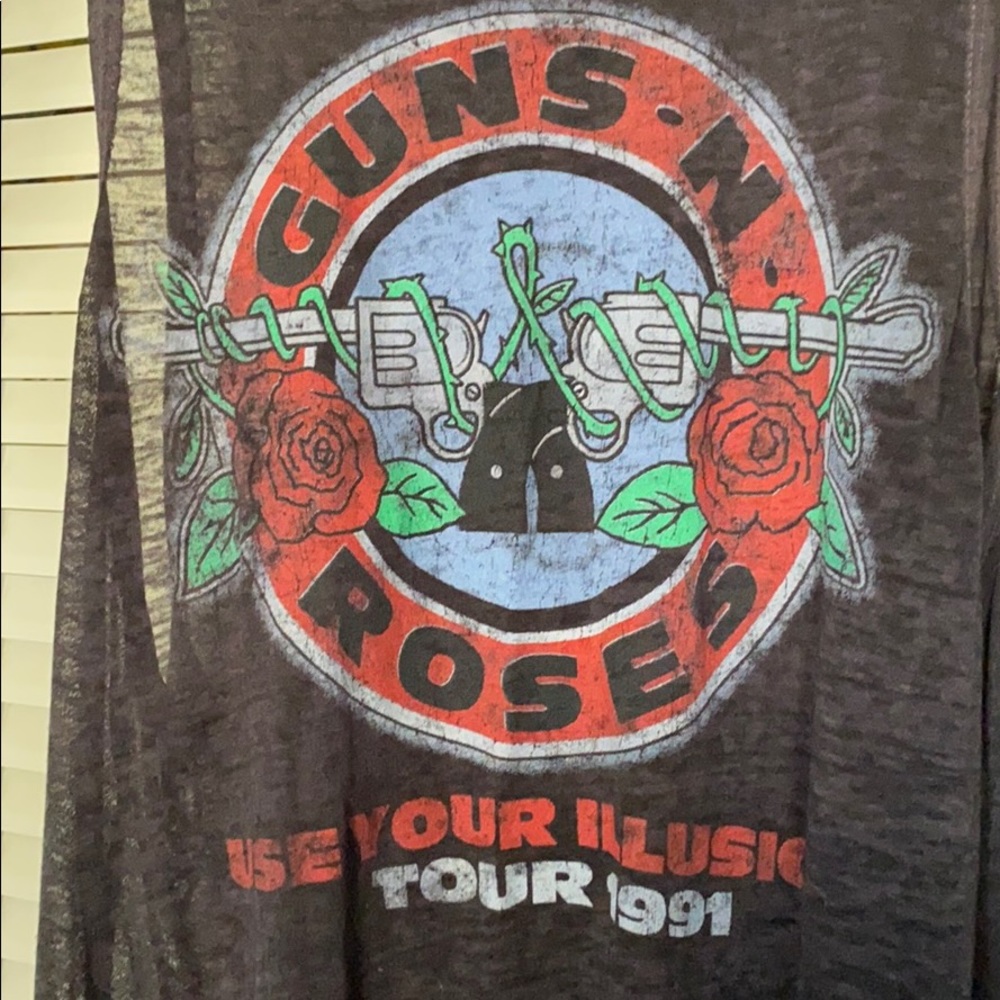 GUNS·N·
ROSES
USE YOUR ILLUSIO
TOUR 1991